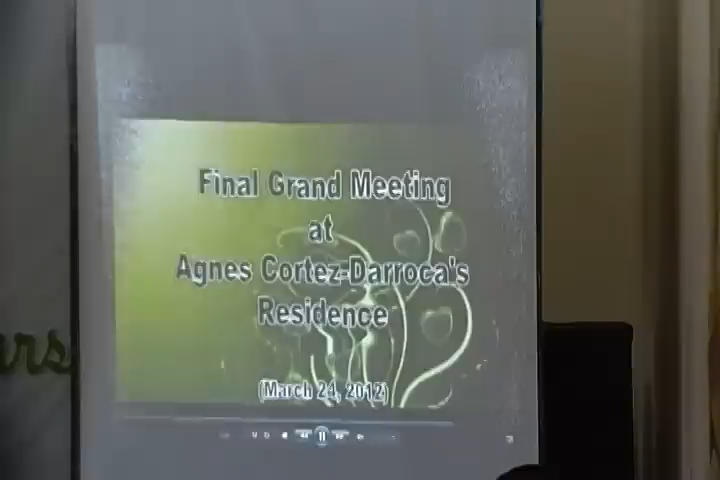 Final Grand Meeting
at
Agnes Cortez-Darroca's
Residence
(March 24, 2012)